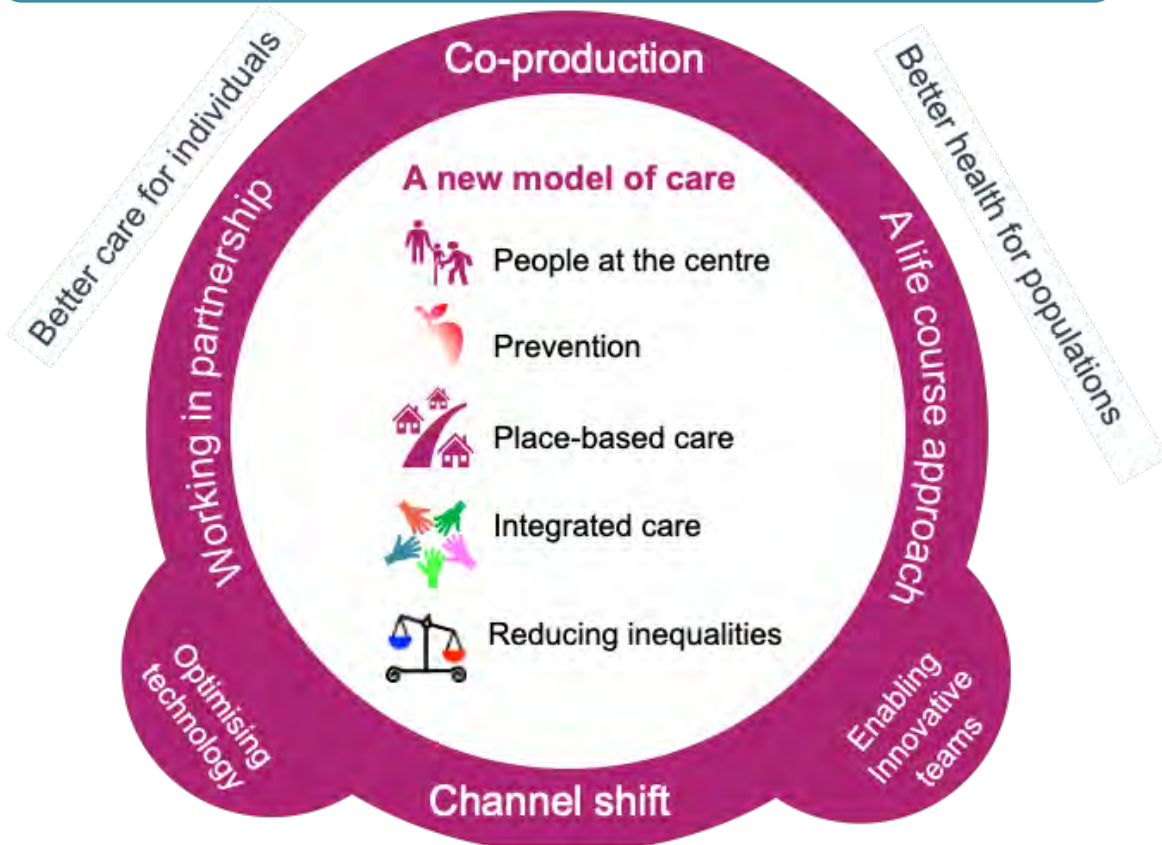 Co-production
Better care for individuals
Better health for populations
Working in partnership
A life course approach
A new model of care
People at the centre
Prevention
Place-based care
Integrated care
Reducing inequalities
Optimising
technology
Enabling
Innovative
teams
Channel shift